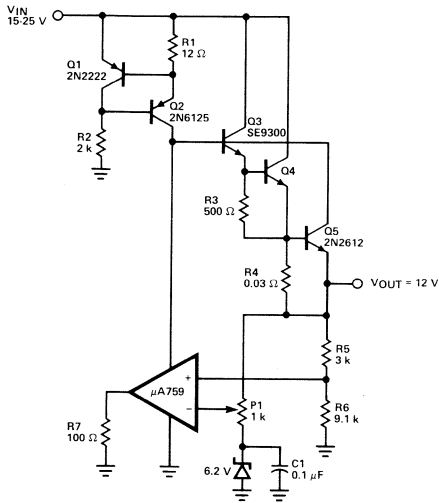 VIN
15-25 V
R1
12 Ω
Q1
2N2222
Q2
2N6125
R2
2 k
Q3
SE9300
Q4
R3
500 Ω
Q5
2N2612
R4
0.03 Ω
VOUT = 12 V
R5
3 k
+
μA759
−
P1
1 k
R6
9.1 k
R7
100 Ω
6.2 V
C1
0.1 μF